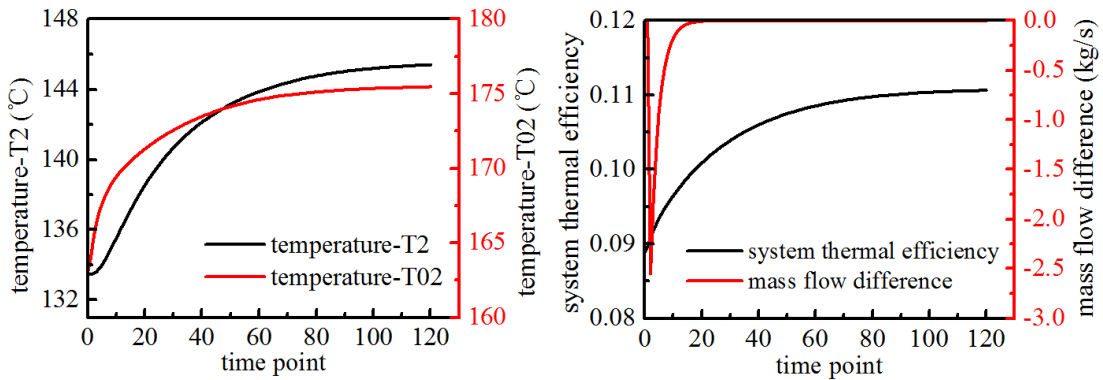 148
144
140
136
132
temperature-T2 (℃)
0 20 40 60 80 100 120
time point
180
175
170
165
160
temperature-T02 (℃)
temperature-T2
temperature-T02
0.12
0.11
0.10
0.09
0.08
system thermal efficiency
0 20 40 60 80 100 120
time point
0.0
-0.5
-1.0
-1.5
-2.0
-2.5
-3.0
mass flow difference (kg/s)
system thermal efficiency
mass flow difference